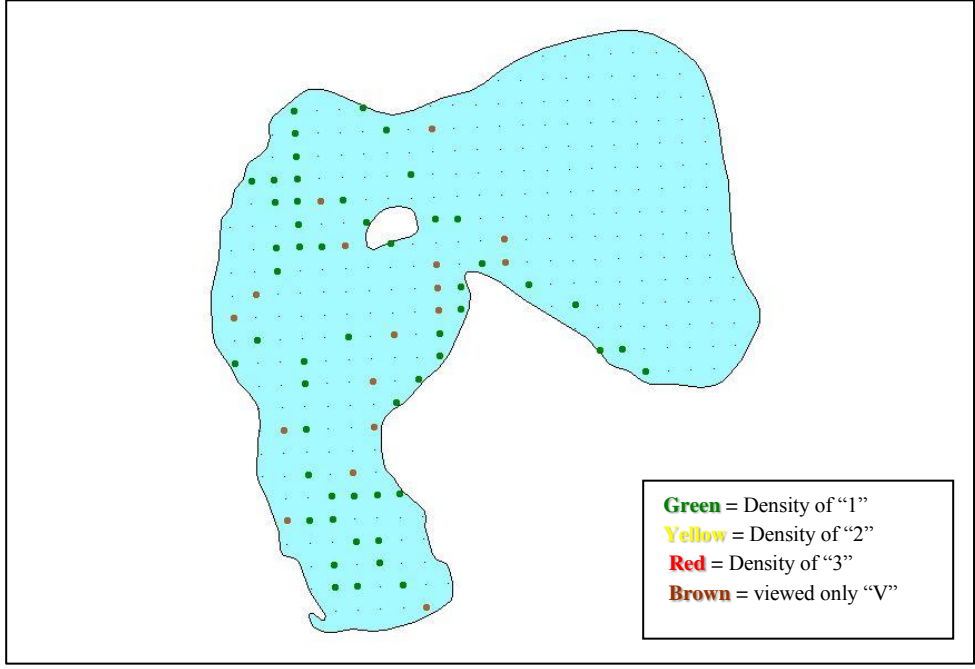 Green = Density of “1”
Yellow = Density of “2”
Red = Density of “3”
Brown = viewed only “V”